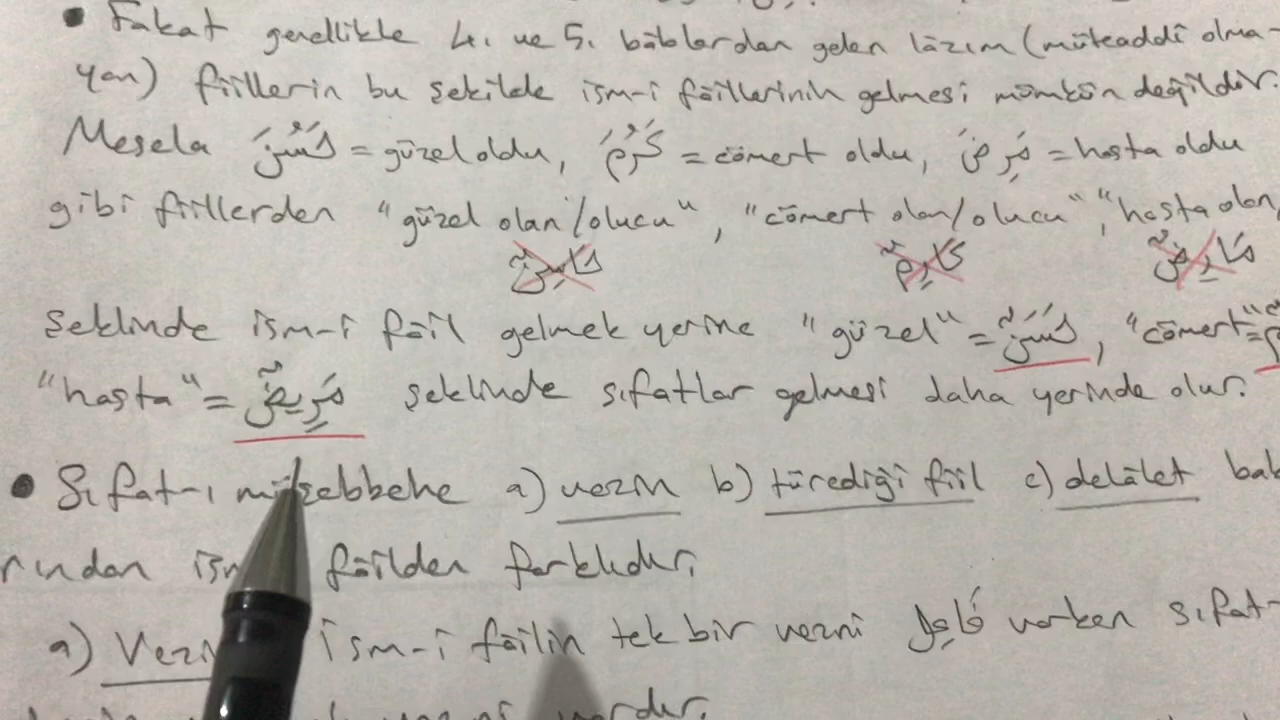 • Fakat genellikle 4. ve 5. bâblardan gelen lâzım (müteaddî olma-
yan) fiillerin bu şekilde ism-i fâillerinin gelmesi mümkün değildir.
Mesela حَسُنَ = güzel oldu, كَرُمَ = cömert oldu, مَرِضَ = hasta oldu
gibi fiillerden "güzel olan/olucu", "cömert olan/olucu", "hasta olan,
حَاسِنٌ كَارِمٌ مَارِضٌ
şeklinde ism-i fâil gelmek yerine "güzel" = حَسَنٌ, "cömert" =
"hasta" = مَرِيضٌ şeklinde sıfatlar gelmesi daha yerinde olur.
• Sıfat-ı müşebbehe a) vezin b) türediği fiil c) delâlet bak
rından fâilden farklıdır.
a) İsm-i fâilin tek bir vezni فَاعِل varken sıfat-
vardır.